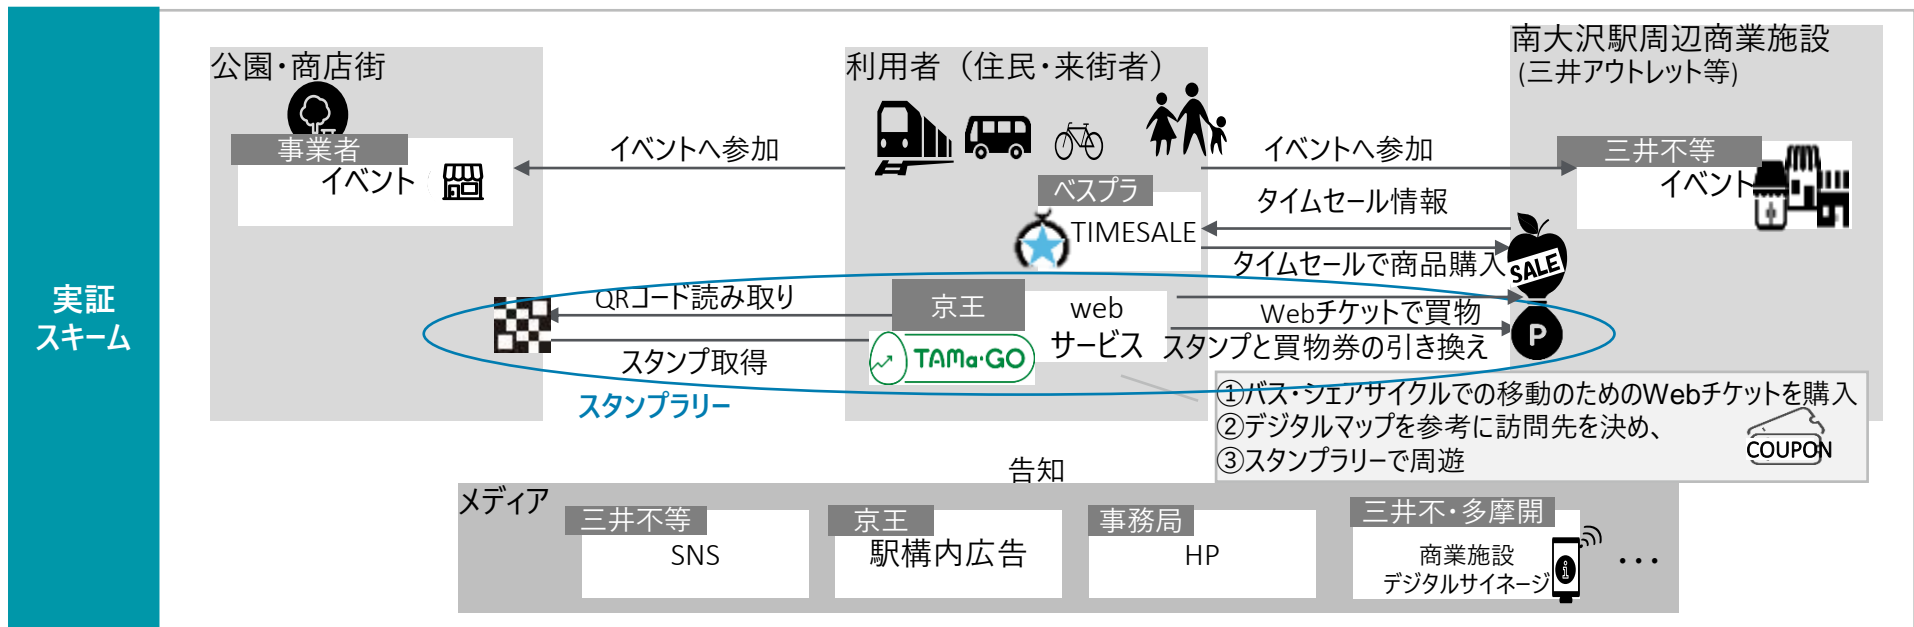 実証
スキーム
公園・商店街
事業者
イベント
イベントへ参加
利用者（住民・来街者）
ベスプラ
TIMESALE
イベントへ参加
タイムセール情報
タイムセールで商品購入
南大沢駅周辺商業施設
(三井アウトレット等)
三井不等
イベント
SALE
P
QRコード読み取り
スタンプ取得
スタンプラリー
京王
TAMa·GO
web
サービス
Webチケットで買物
スタンプと買物券の引き換え
①バス・シェアサイクルでの移動のためのWebチケットを購入
②デジタルマップを参考に訪問先を決め、
③スタンプラリーで周遊
COUPON
告知
メディア
三井不等
SNS
京王
駅構内広告
事務局
HP
三井不・多摩開
商業施設
デジタルサイネージ
i
・・・